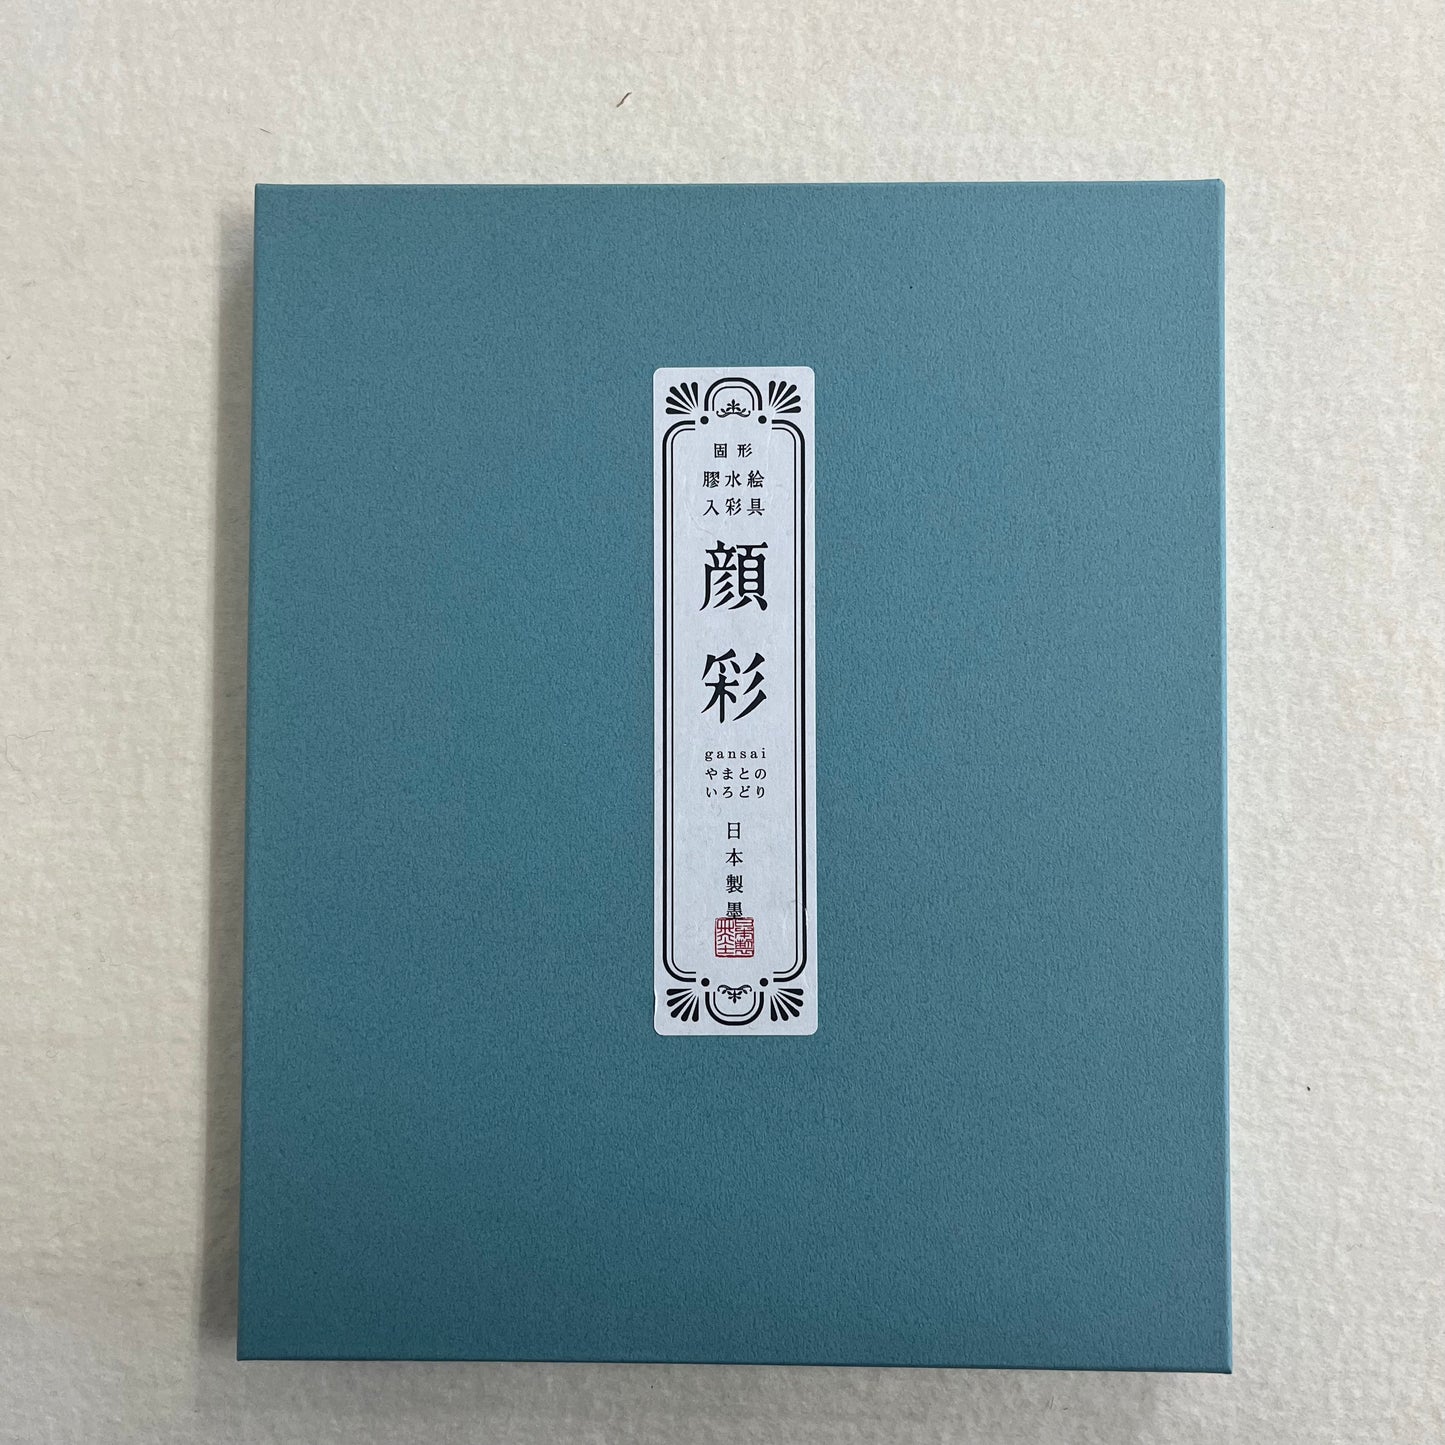 固形
膠水絵
入彩具
顔彩
gansai
やまとの
いろどり
日本製墨